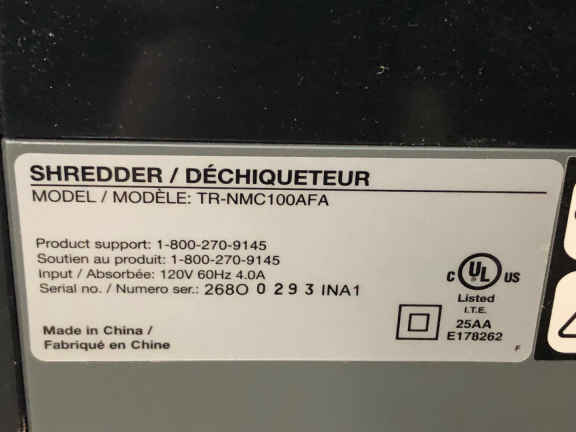 SHREDDER / DÉCHIQUETEUR
MODEL / MODÈLE: TR-NMC100AFA
Product support: 1-800-270-9145
Soutien au produit: 1-800-270-9145
Input / Absorbée: 120V 60Hz 4.0A
Serial no. / Numero ser.: 268O 0 2 9 3 INA1
Made in China /
Fabriqué en Chine
C UL US
Listed
I.T.E.
25AA
E178262
F